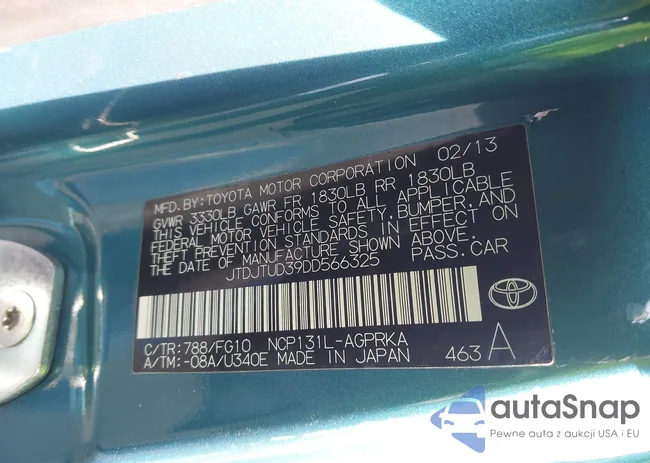 MFD.BY:TOYOTA MOTOR CORPORATION 02/13
GVWR 3330LB GAWR FR 1830LB RR 1830LB
THIS VEHICLE CONFORMS TO ALL APPLICABLE
FEDERAL MOTOR VEHICLE SAFETY,BUMPER,AND
THEFT PREVENTION STANDARDS IN EFFECT ON
THE DATE OF MANUFACTURE SHOWN ABOVE.
JTDJTUD39DD566325 PASS.CAR
C/TR:788/FG10 NCP131L-AGPRKA
A/TM:-08A/U340E MADE IN JAPAN 463 A
autaSnap
Pewne auta z aukcji USA i EU